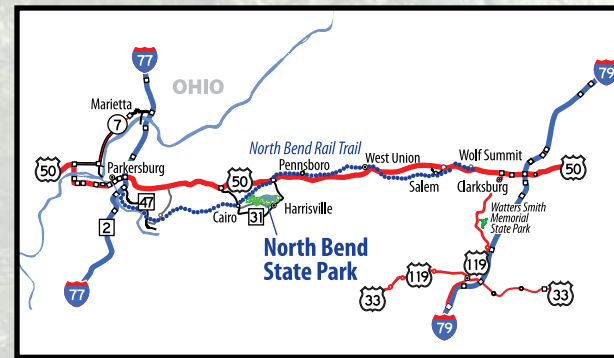 77
79
OHIO
Marietta
7
North Bend Rail Trail
50
Parkersburg
Pennsboro
West Union
Wolf Summit
50
50
Salem
Clarksburg
47
Cairo
31
Harrisville
Watters Smith
Memorial
State Park
2
North Bend
State Park
119
119
77
33
33
79